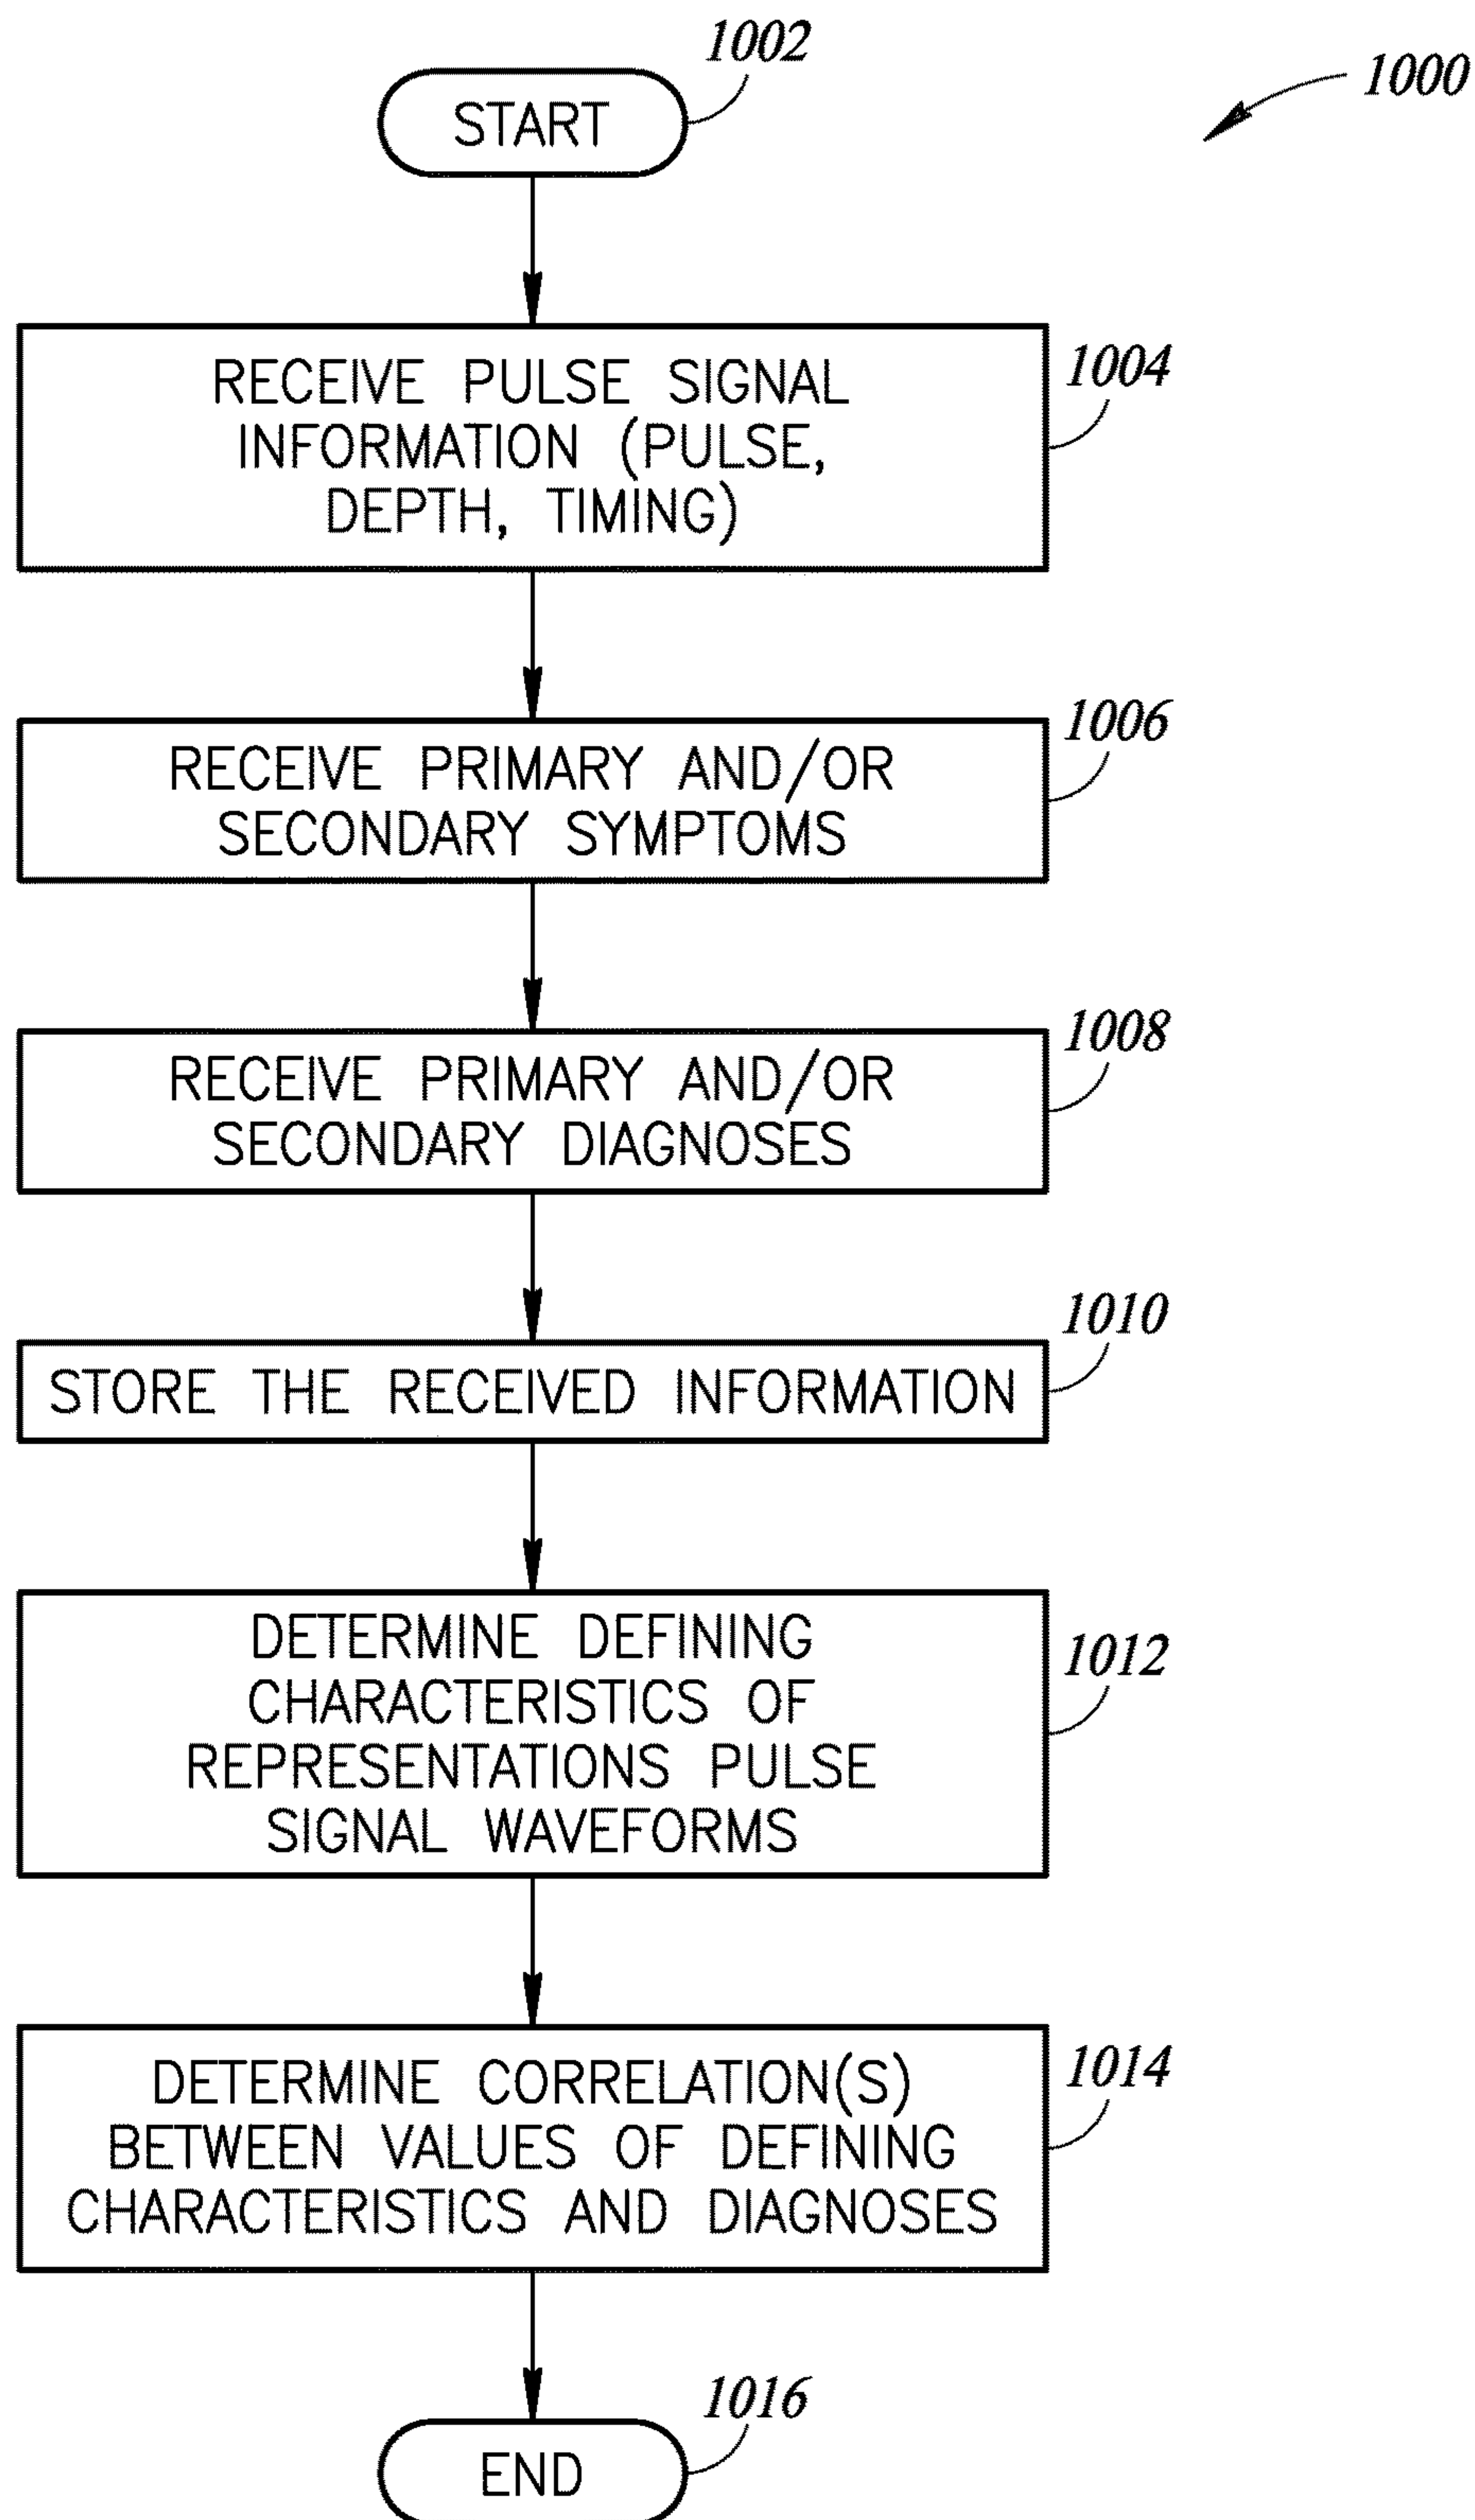 1002
1000
START
1004
RECEIVE PULSE SIGNAL
INFORMATION (PULSE,
DEPTH, TIMING)
1006
RECEIVE PRIMARY AND/OR
SECONDARY SYMPTOMS
1008
RECEIVE PRIMARY AND/OR
SECONDARY DIAGNOSES
1010
STORE THE RECEIVED INFORMATION
1012
DETERMINE DEFINING
CHARACTERISTICS OF
REPRESENTATIONS PULSE
SIGNAL WAVEFORMS
1014
DETERMINE CORRELATION(S)
BETWEEN VALUES OF DEFINING
CHARACTERISTICS AND DIAGNOSES
1016
END